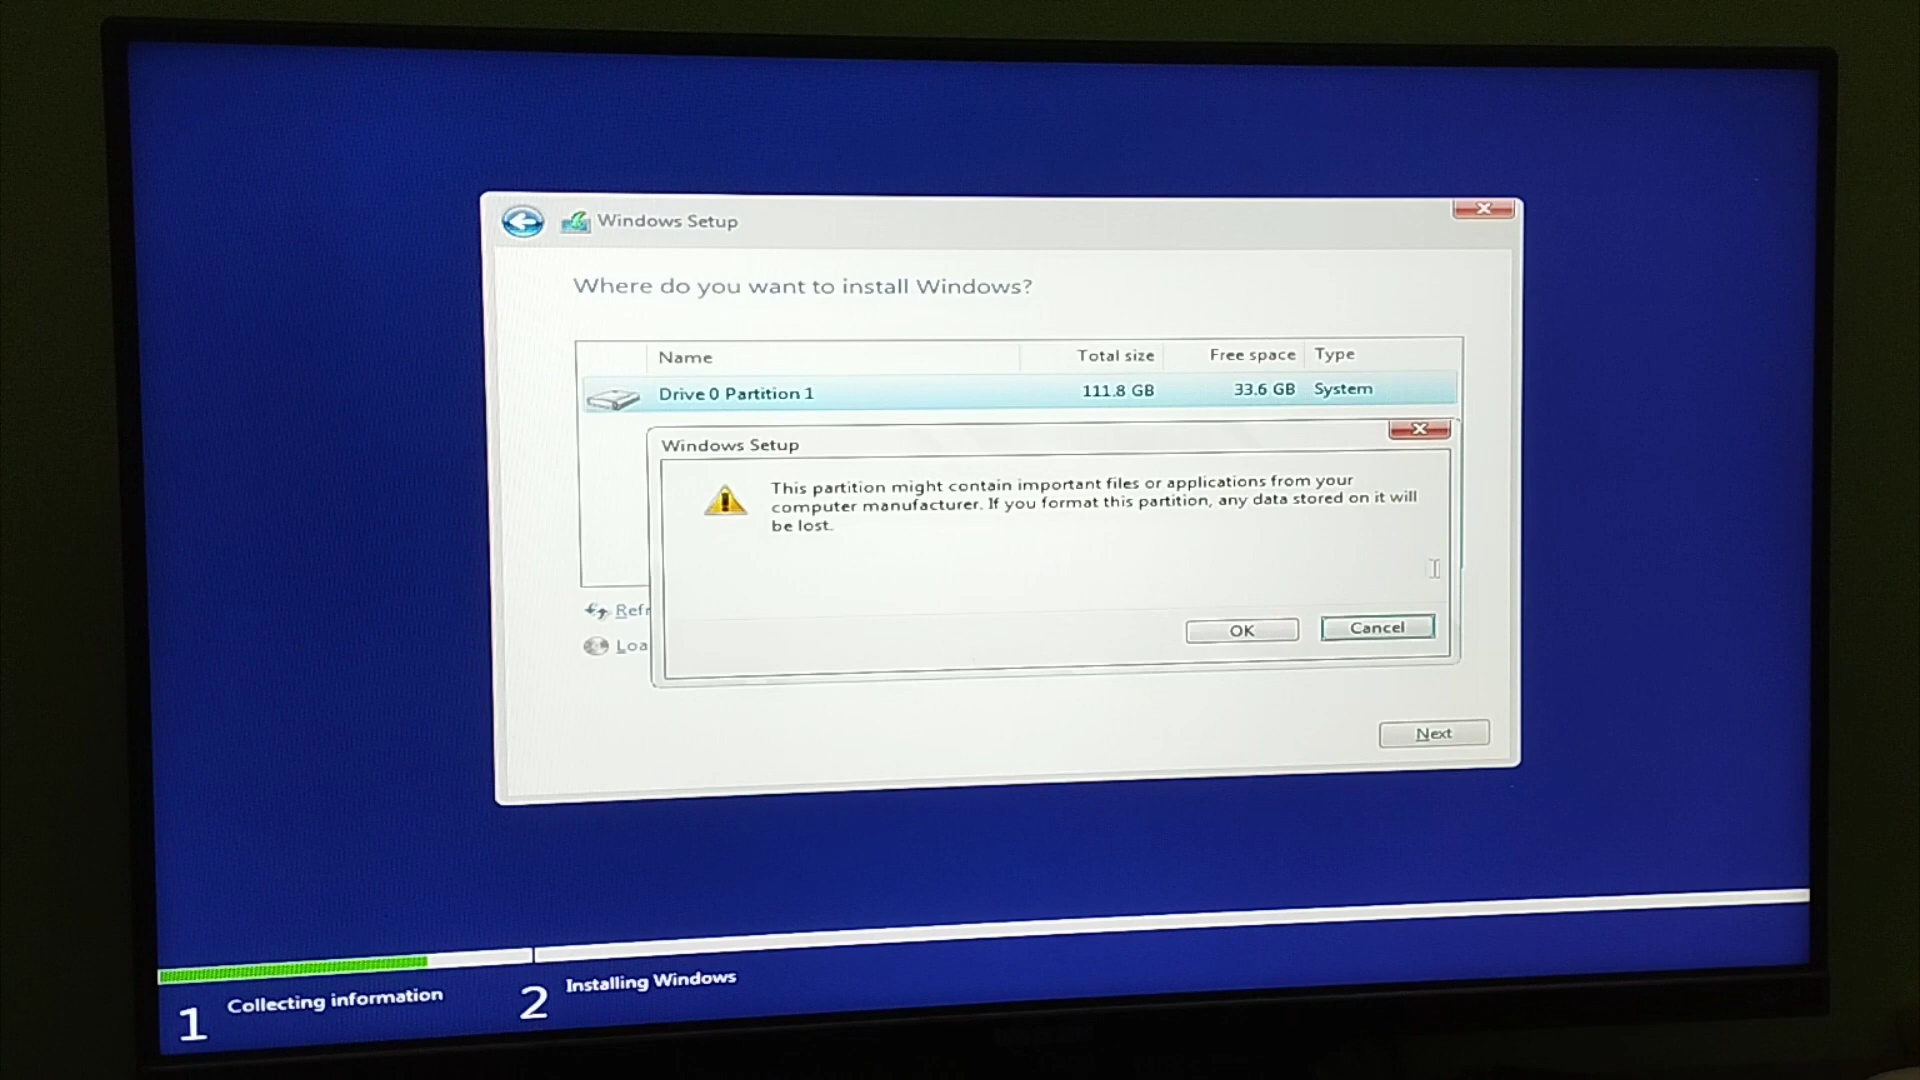 Windows Setup
Where do you want to install Windows?
Name Total size Free space Type
Drive 0 Partition 1 111.8 GB 33.6 GB System
Windows Setup
This partition might contain important files or applications from your
computer manufacturer. If you format this partition, any data stored on it will
be lost.
Refr
Loa
OK Cancel
Next
1 Collecting information 2 Installing Windows